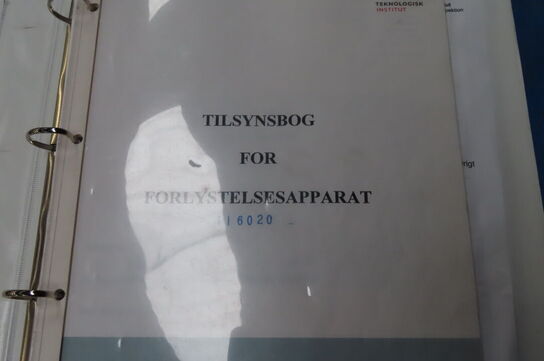 TEKNOLOGISK
INSTITUT
TILSYNSBOG
FOR
FORLYSTELSESAPPARAT
16020